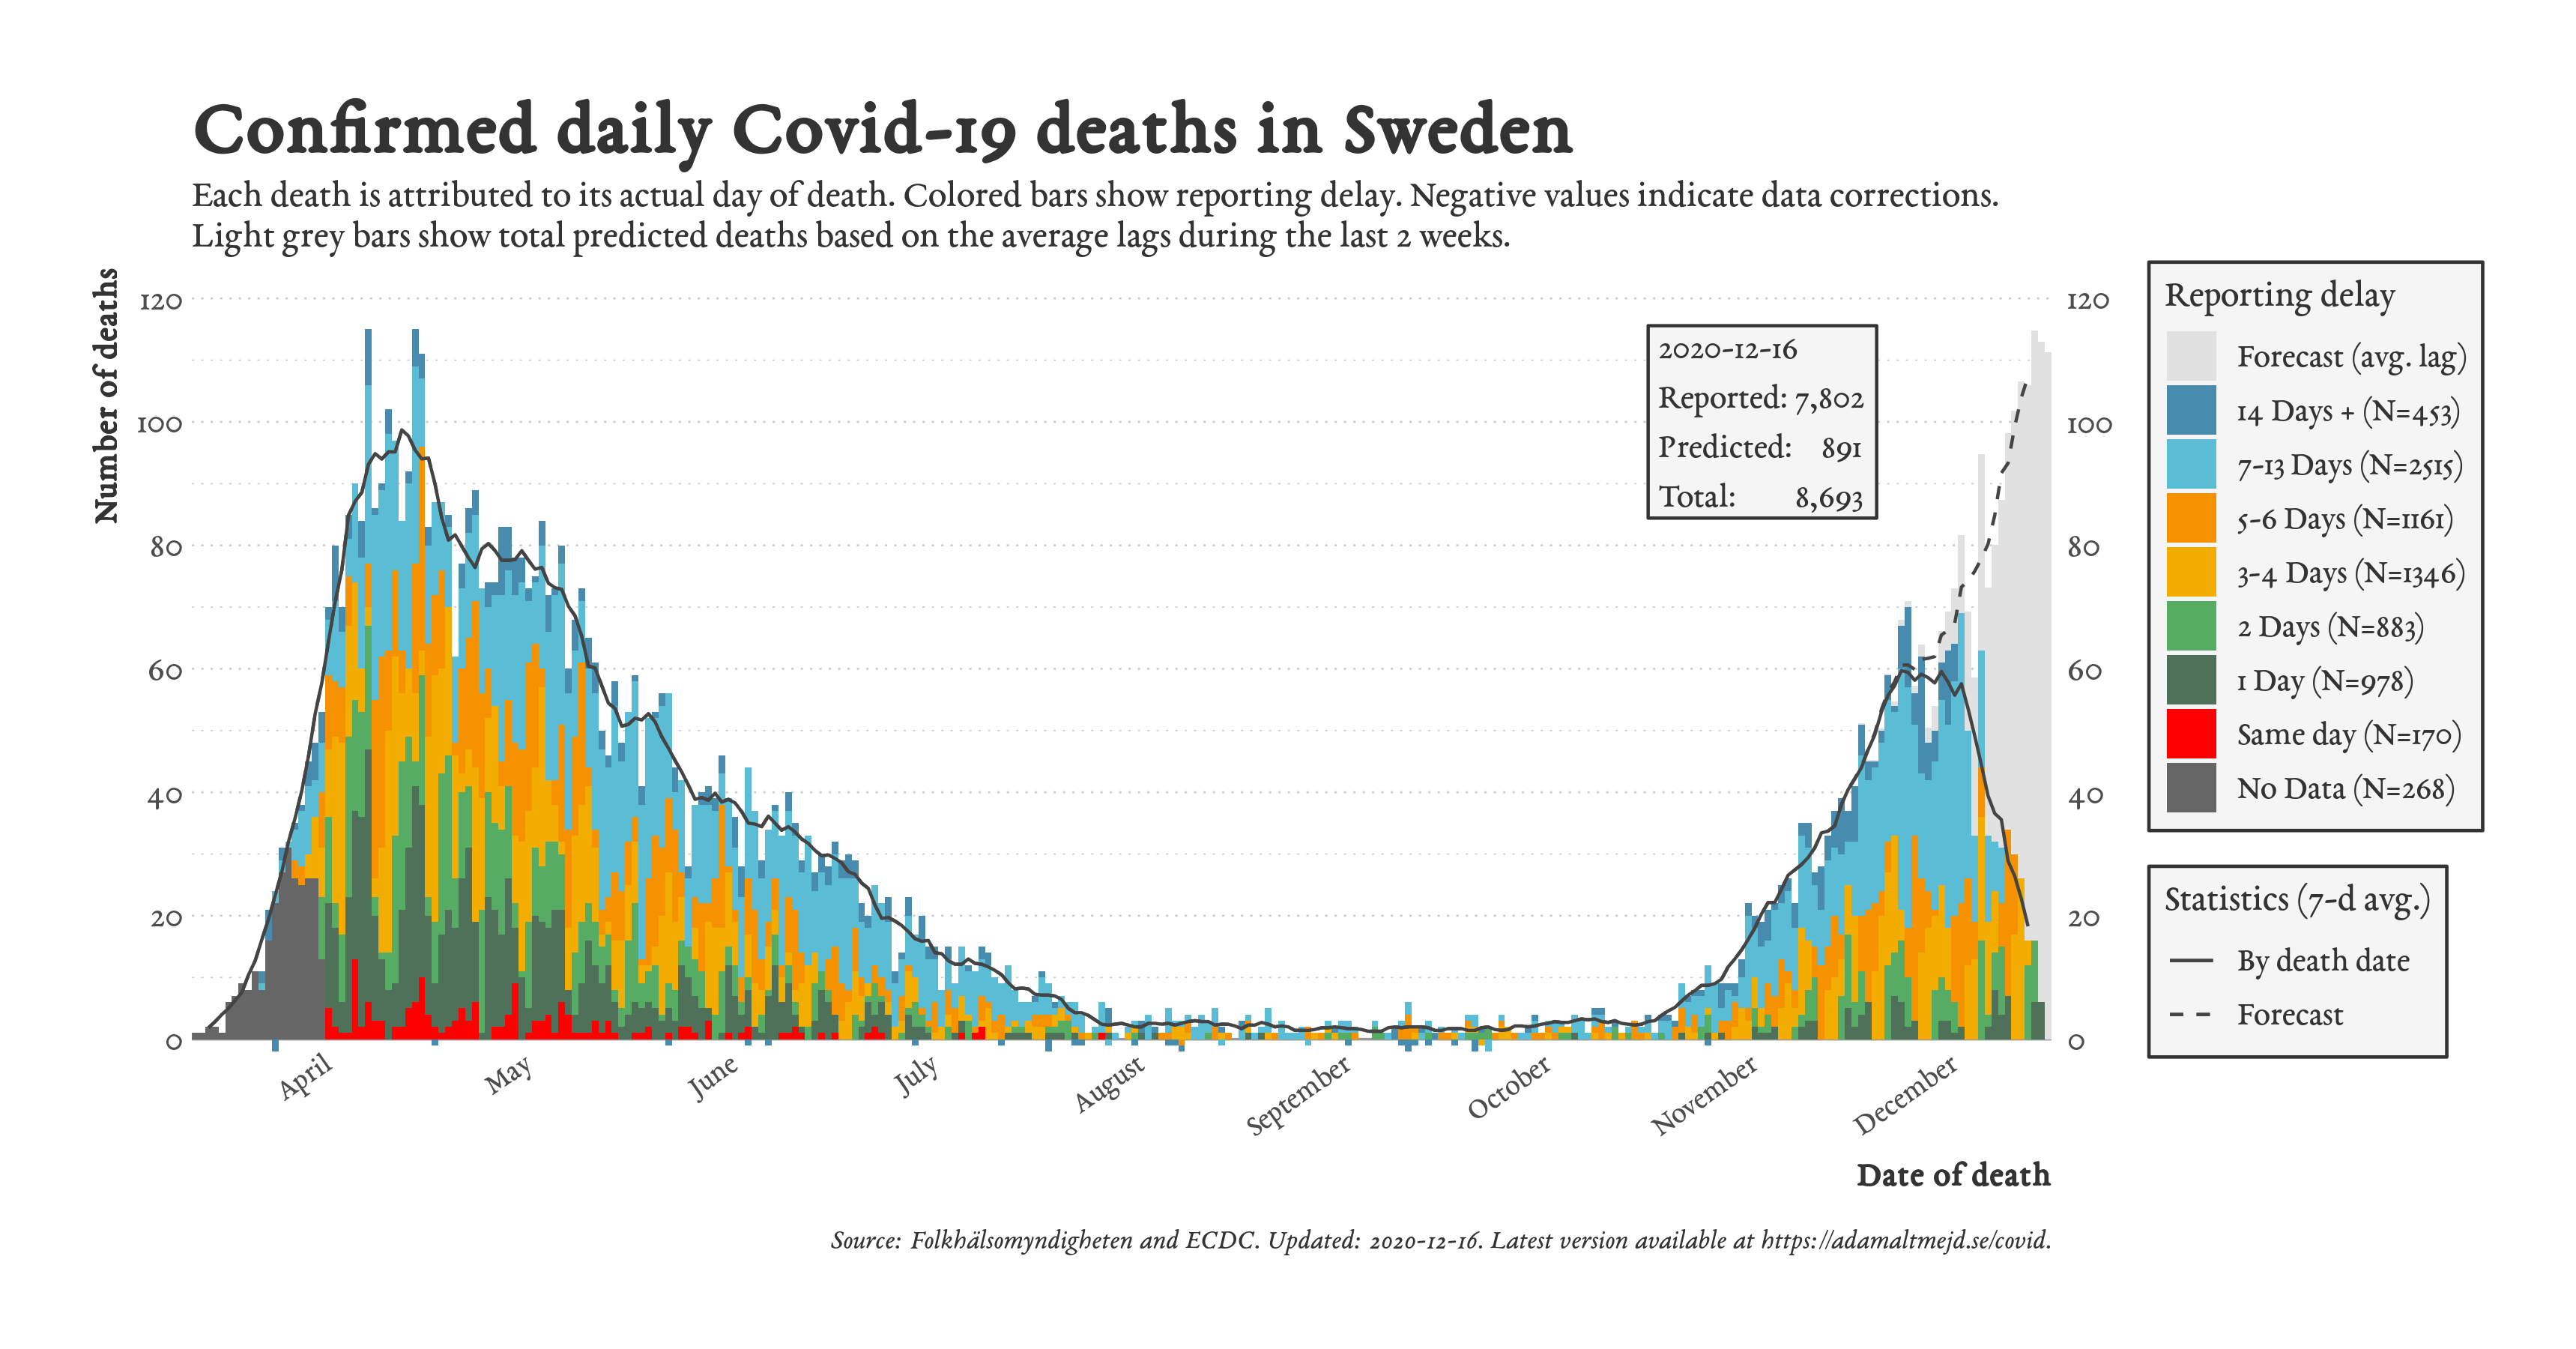 Confirmed daily Covid-19 deaths in Sweden
Each death is attributed to its actual day of death. Colored bars show reporting delay. Negative values indicate data corrections.
Light grey bars show total predicted deaths based on the average lags during the last 2 weeks.
Number of deaths
120
100
80
60
40
20
0
2020-12-16
Reported: 7,802
Predicted: 891
Total: 8,693
120
100
80
60
40
20
0
Reporting delay
Forecast (avg. lag)
14 Days + (N=453)
7-13 Days (N=2515)
5-6 Days (N=1161)
3-4 Days (N=1346)
2 Days (N=883)
1 Day (N=978)
Same day (N=170)
No Data (N=268)
Statistics (7-d avg.)
By death date
Forecast
April
May
June
July
August
September
October
November
December
Date of death
Source: Folkhälsomyndigheten and ECDC. Updated: 2020-12-16. Latest version available at https://adamaltmejd.se/covid.